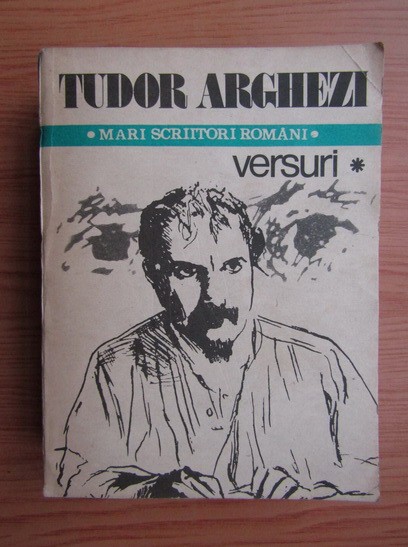 TUDOR ARGHEZI
• MARI SCRIITORI ROMÂNI •
versuri *